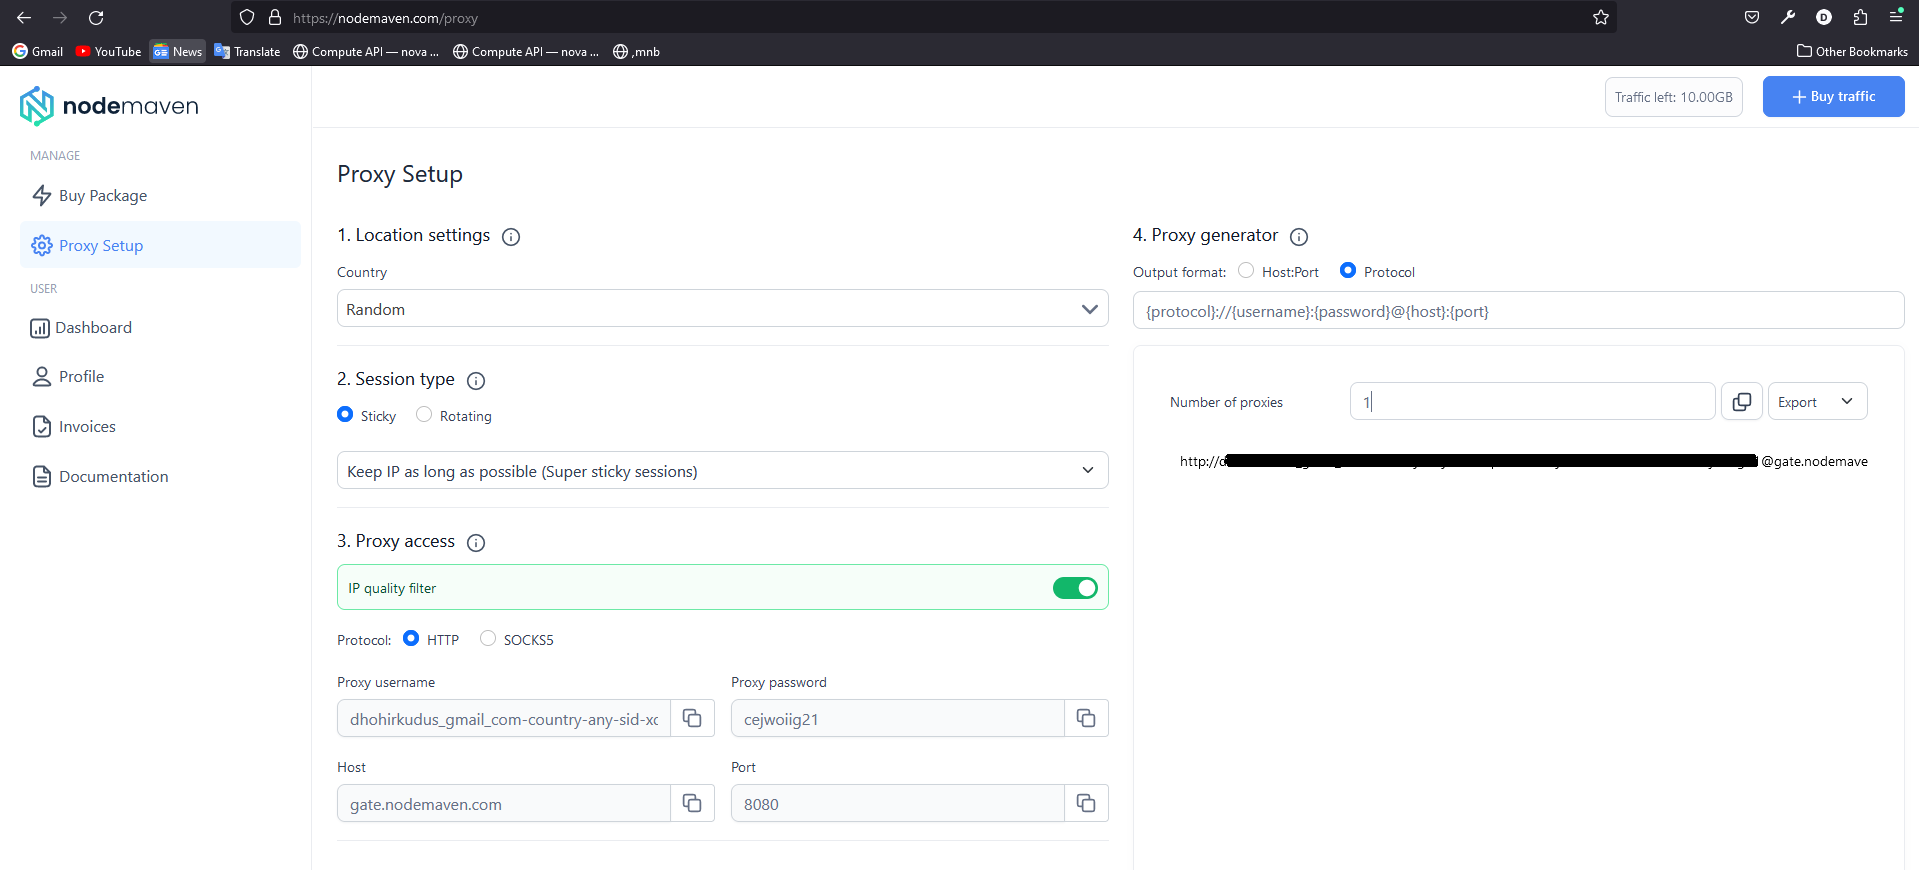 https://nodemaven.com/proxy
Gmail YouTube News Translate Compute API — nova ... Compute API — nova ... ,mnb Other Bookmarks
nodemaven
Traffic left: 10.00GB
+ Buy traffic
MANAGE
Buy Package
Proxy Setup
USER
Dashboard
Profile
Invoices
Documentation
Proxy Setup
1. Location settings
Country
Random
2. Session type
Sticky Rotating
Keep IP as long as possible (Super sticky sessions)
3. Proxy access
IP quality filter
Protocol: HTTP SOCKS5
Proxy username
dhohirkudus_gmail_com-country-any-sid-xc
Proxy password
cejwoiig21
Host
gate.nodemaven.com
Port
8080
4. Proxy generator
Output format: Host:Port Protocol
{protocol}://{username}:{password}@{host}:{port}
Number of proxies
1
Export
http://d 1@gate.nodemave